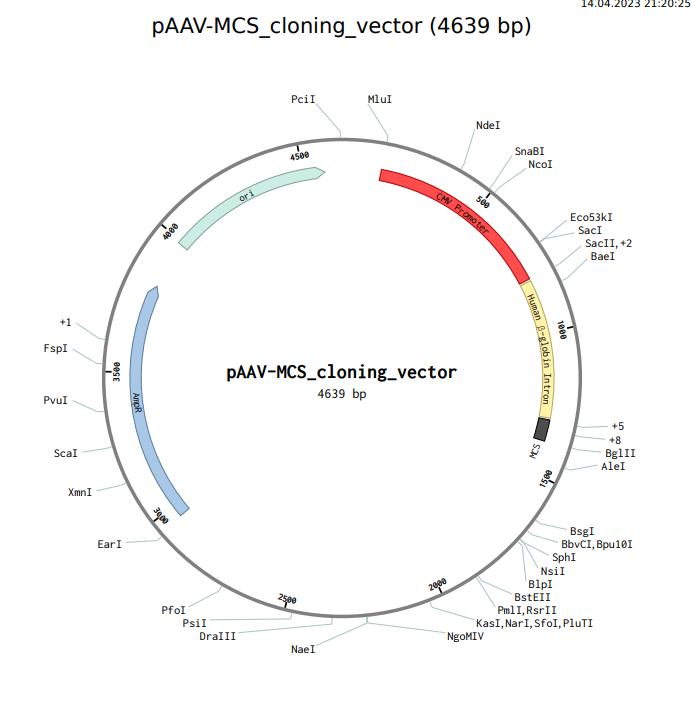 14.04.2023 21:20:25
pAAV-MCS_cloning_vector (4639 bp)
PciI
MluI
NdeI
SnaBI
NcoI
4500
ori
CMV Promoter
500
4000
Eco53kI
SacI
SacII,+2
BaeI
Human β-globin Intron
1000
+1
FspI
3500
pAAV-MCS_cloning_vector
4639 bp
PvuI
AmpR
+5
+8
MCS
BglII
ScaI
AleI
1500
XmnI
3000
EarI
BsgI
BbvCI,Bpu10I
SphI
NsiI
BlpI
2000
BstEII
2500
PfoI
PmlI,RsrII
PsiI
KasI,NarI,SfoI,PluTI
DraIII
NgoMIV
NaeI